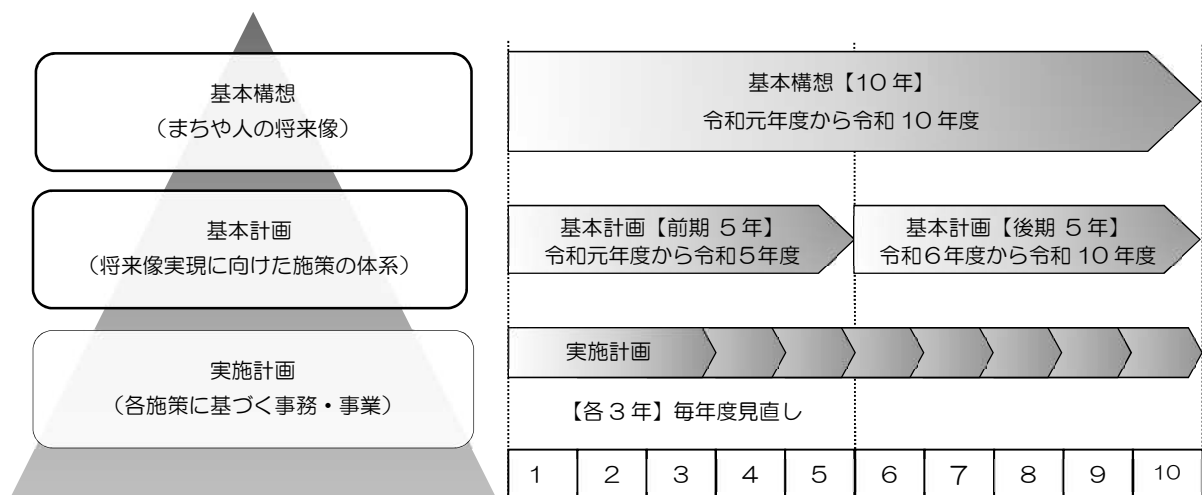 基本構想
（まちや人の将来像）
基本計画
（将来像実現に向けた施策の体系）
実施計画
（各施策に基づく事務・事業）
基本構想【10年】
令和元年度から令和10年度
基本計画【前期 5年】
令和元年度から令和5年度
基本計画【後期 5年】
令和6年度から令和10年度
実施計画
【各3年】毎年度見直し
1 2 3 4 5 6 7 8 9 10